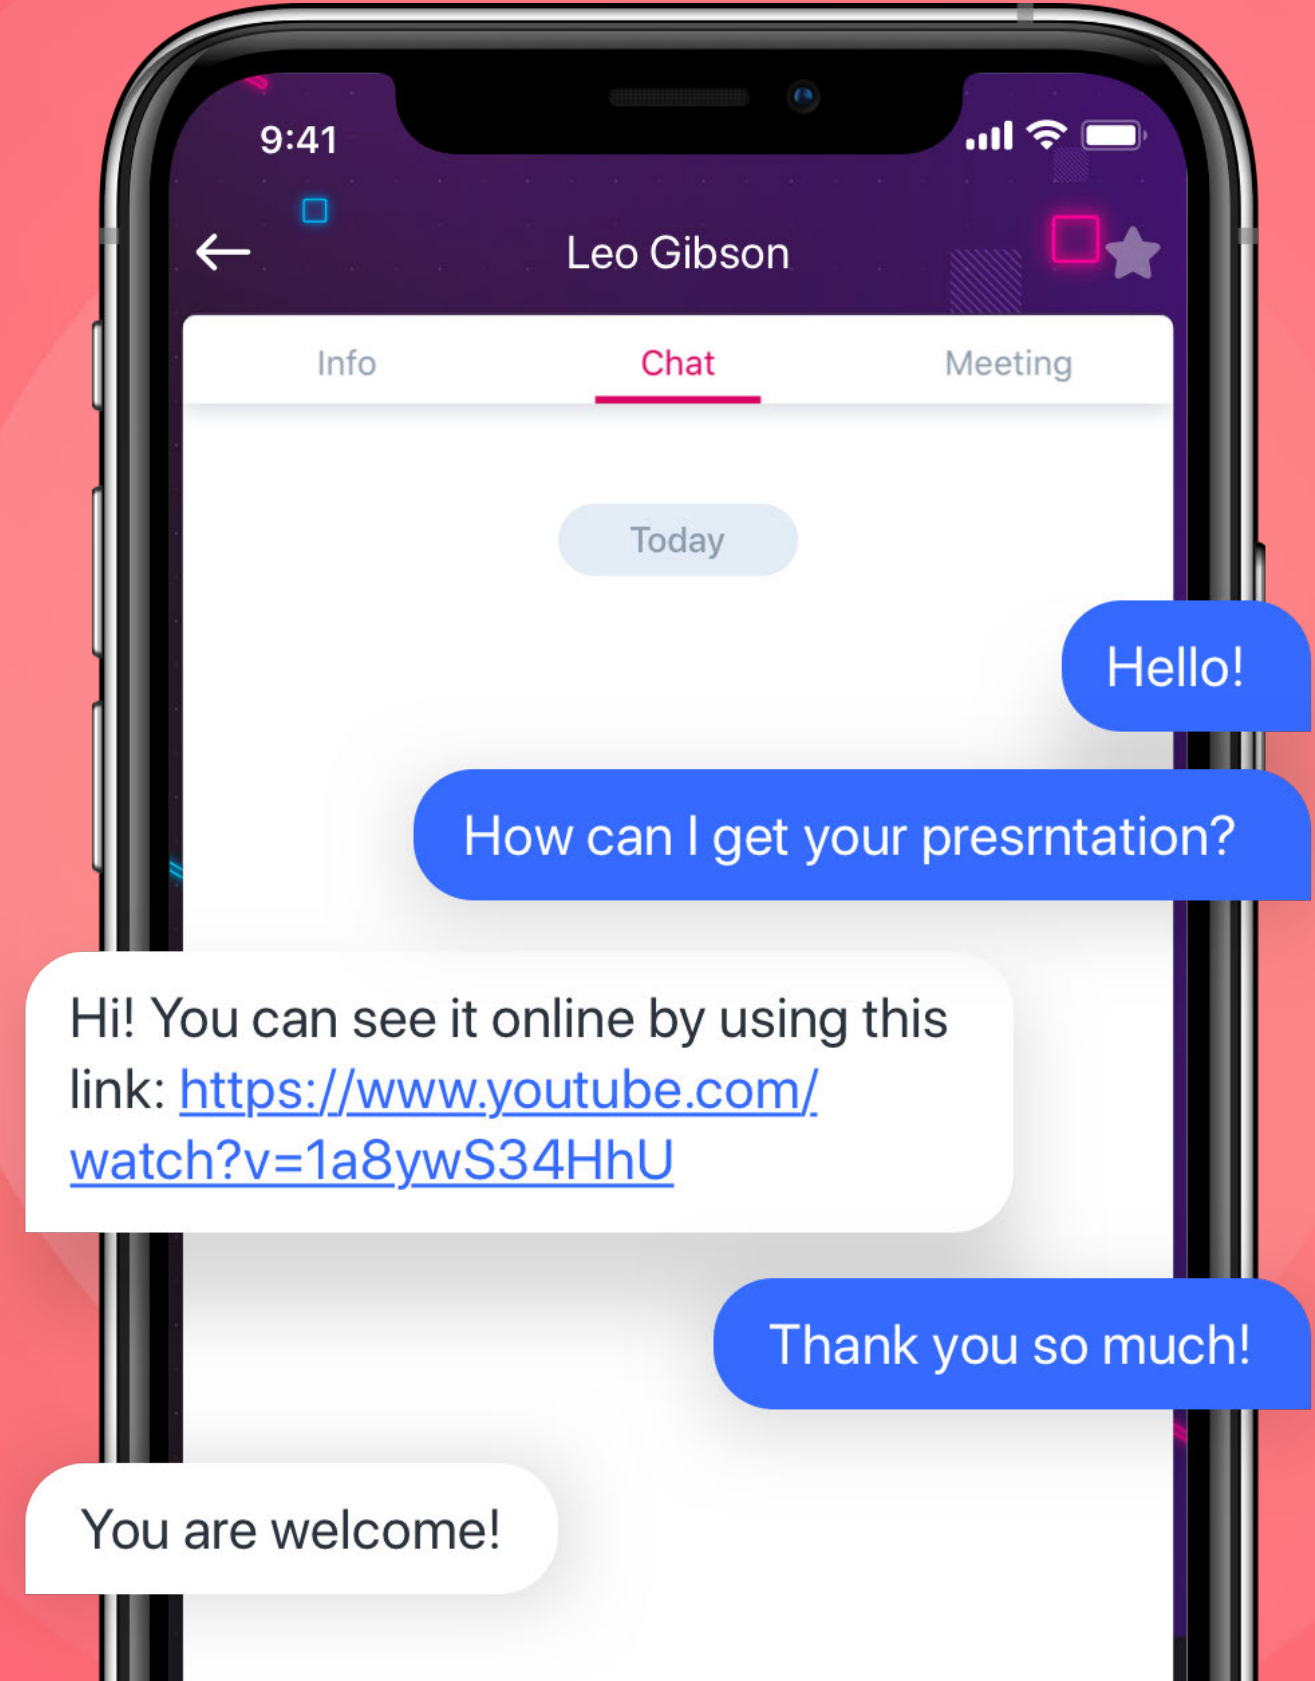 9:41
Leo Gibson
Info Chat Meeting
Today
Hello!
How can I get your presrntation?
Hi! You can see it online by using this
link: https://www.youtube.com/
watch?v=1a8ywS34HhU
Thank you so much!
You are welcome!